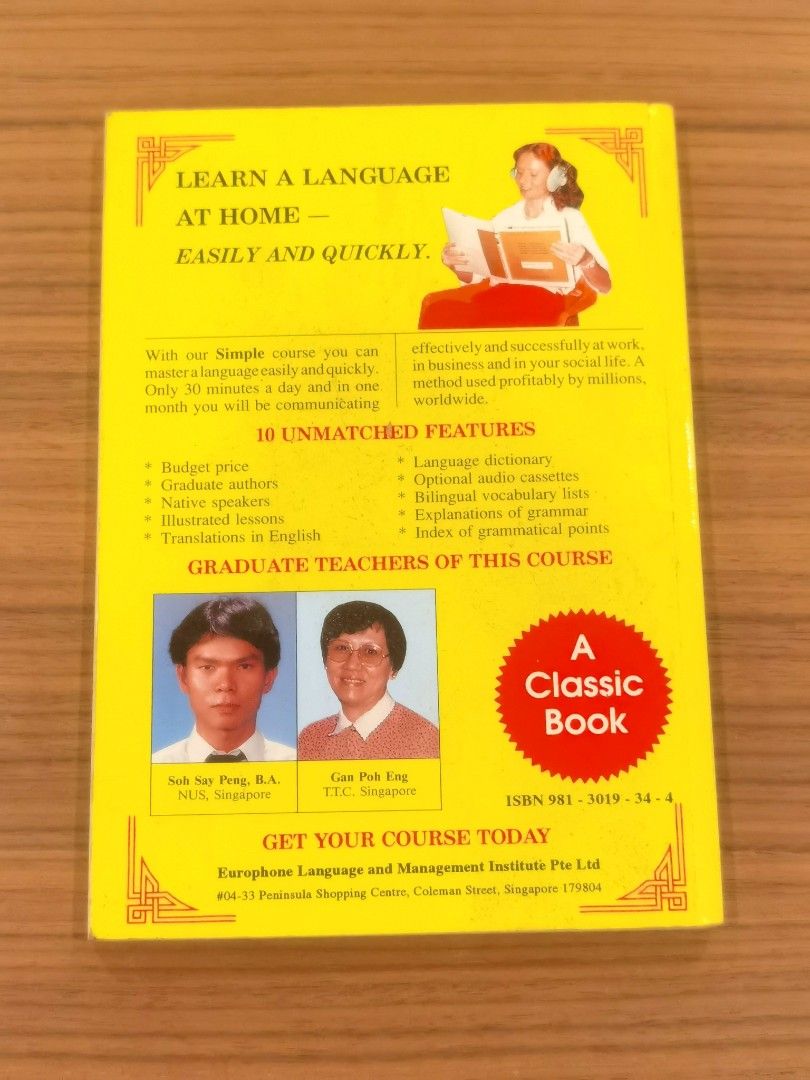 LEARN A LANGUAGE
AT HOME —
EASILY AND QUICKLY.
With our Simple course you can
master a language easily and quickly.
Only 30 minutes a day and in one
month you will be communicating
effectively and successfully at work,
in business and in your social life. A
method used profitably by millions,
worldwide.
10 UNMATCHED FEATURES
* Budget price
* Graduate authors
* Native speakers
* Illustrated lessons
* Translations in English
* Language dictionary
* Optional audio cassettes
* Bilingual vocabulary lists
* Explanations of grammar
* Index of grammatical points
GRADUATE TEACHERS OF THIS COURSE
Soh Say Peng, B.A.
NUS, Singapore
Gan Poh Eng
T.T.C. Singapore
A
Classic
Book
ISBN 981 - 3019 - 34 - 4
GET YOUR COURSE TODAY
Europhone Language and Management Institute Pte Ltd
#04-33 Peninsula Shopping Centre, Coleman Street, Singapore 179804